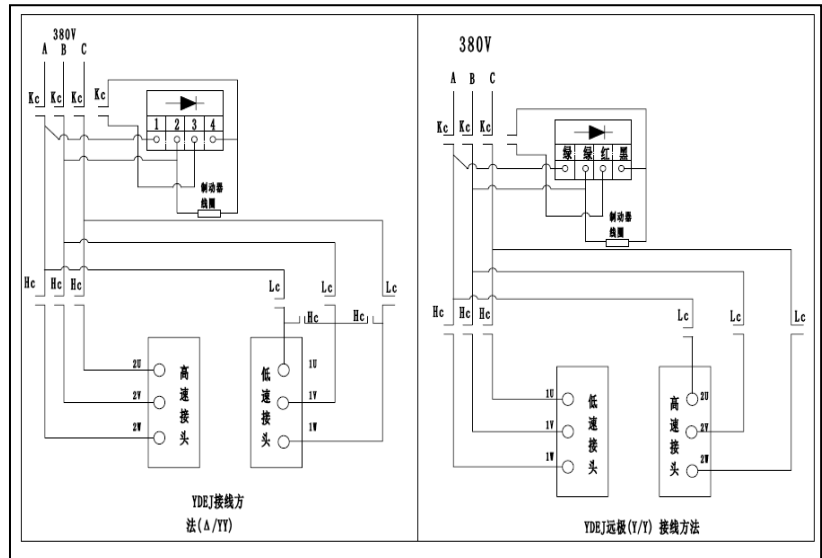 380V
A B C
Kc Kc Kc Kc
1 2 3 4
制动器
线圈
Hc Hc Hc
Lc Lc Lc
Hc Hc
2U
2V
2W
高速接头
低速接头
1U
1V
1W
YDEJ接线方
法(Δ/YY)
380V
A B C
Kc Kc Kc
绿 绿 红 黑
制动器
线圈
Hc Hc Hc
Lc Lc Lc
1U
1V
1W
低速接头
高速接头
2U
2V
2W
YDEJ远极(Y/Y) 接线方法